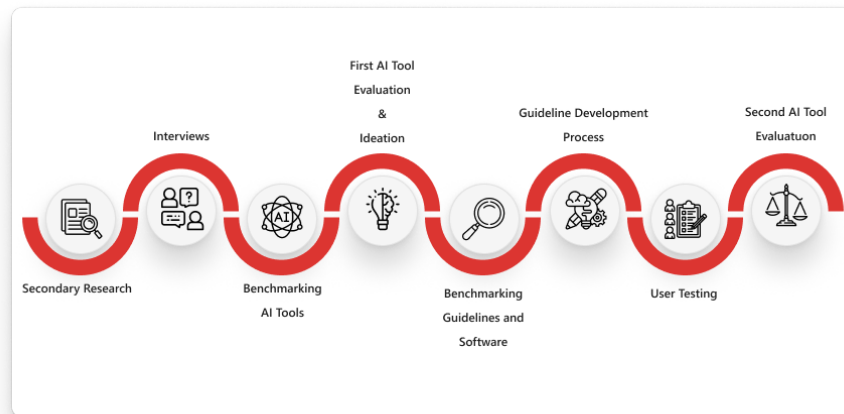 Secondary Research
Interviews
Benchmarking
AI Tools
AI
First AI Tool
Evaluation
&
Ideation
Benchmarking
Guidelines and
Software
Guideline Development
Process
User Testing
Second AI Tool
Evaluatuon
?